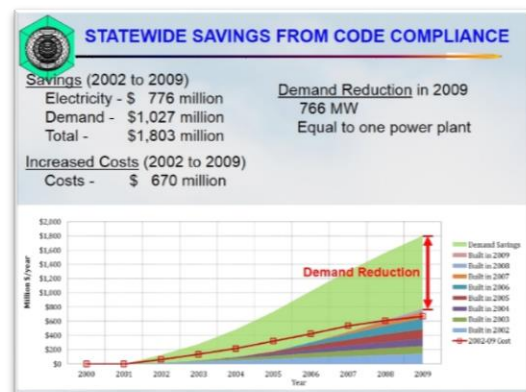 STATEWIDE SAVINGS FROM CODE COMPLIANCE
Savings (2002 to 2009)
Electricity - $ 776 million
Demand - $1,027 million
Total - $1,803 million
Increased Costs (2002 to 2009)
Costs - $ 670 million
Demand Reduction in 2009
766 MW
Equal to one power plant
$2,000
$1,800
$1,600
$1,400
$1,200
$1,000
$800
$600
$400
$200
$0
Million $/year
Demand Reduction
2000 2001 2002 2003 2004 2005 2006 2007 2008 2009
Year
Demand Savings
Built in 2009
Built in 2008
Built in 2007
Built in 2006
Built in 2005
Built in 2004
Built in 2003
Built in 2002
2002-09 Cost